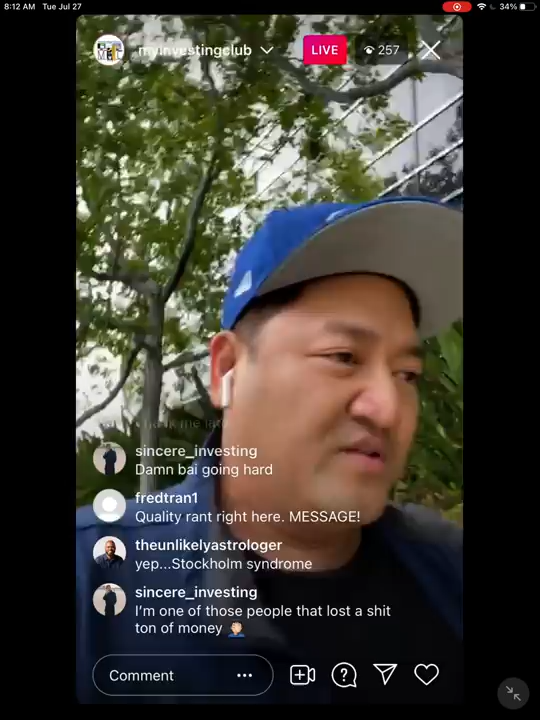 8:12 AM Tue Jul 27
34%
myinvestingclub
LIVE
257
sincere_investing
Damn bai going hard
fredtran1
Quality rant right here. MESSAGE!
theunlikelyastrologer
yep...Stockholm syndrome
sincere_investing
I'm one of those people that lost a shit
ton of money 🤦🏻‍♂️
Comment